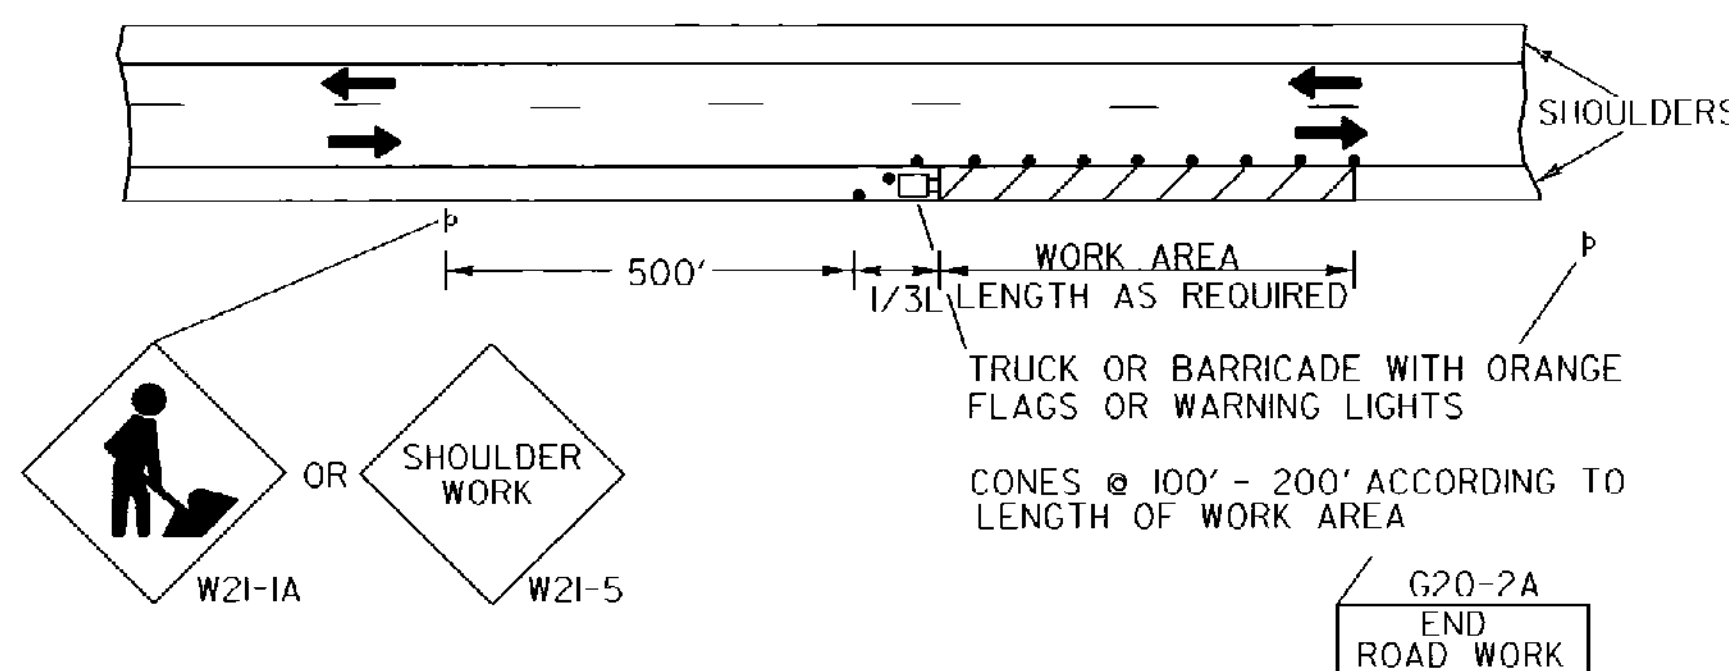 SHOULDERS
500'
WORK AREA
1/3L
LENGTH AS REQUIRED
TRUCK OR BARRICADE WITH ORANGE
FLAGS OR WARNING LIGHTS
SHOULDER
WORK
OR
CONES @ 100' - 200' ACCORDING TO
LENGTH OF WORK AREA
W21-1A
W21-5
G20-2A
END
ROAD WORK